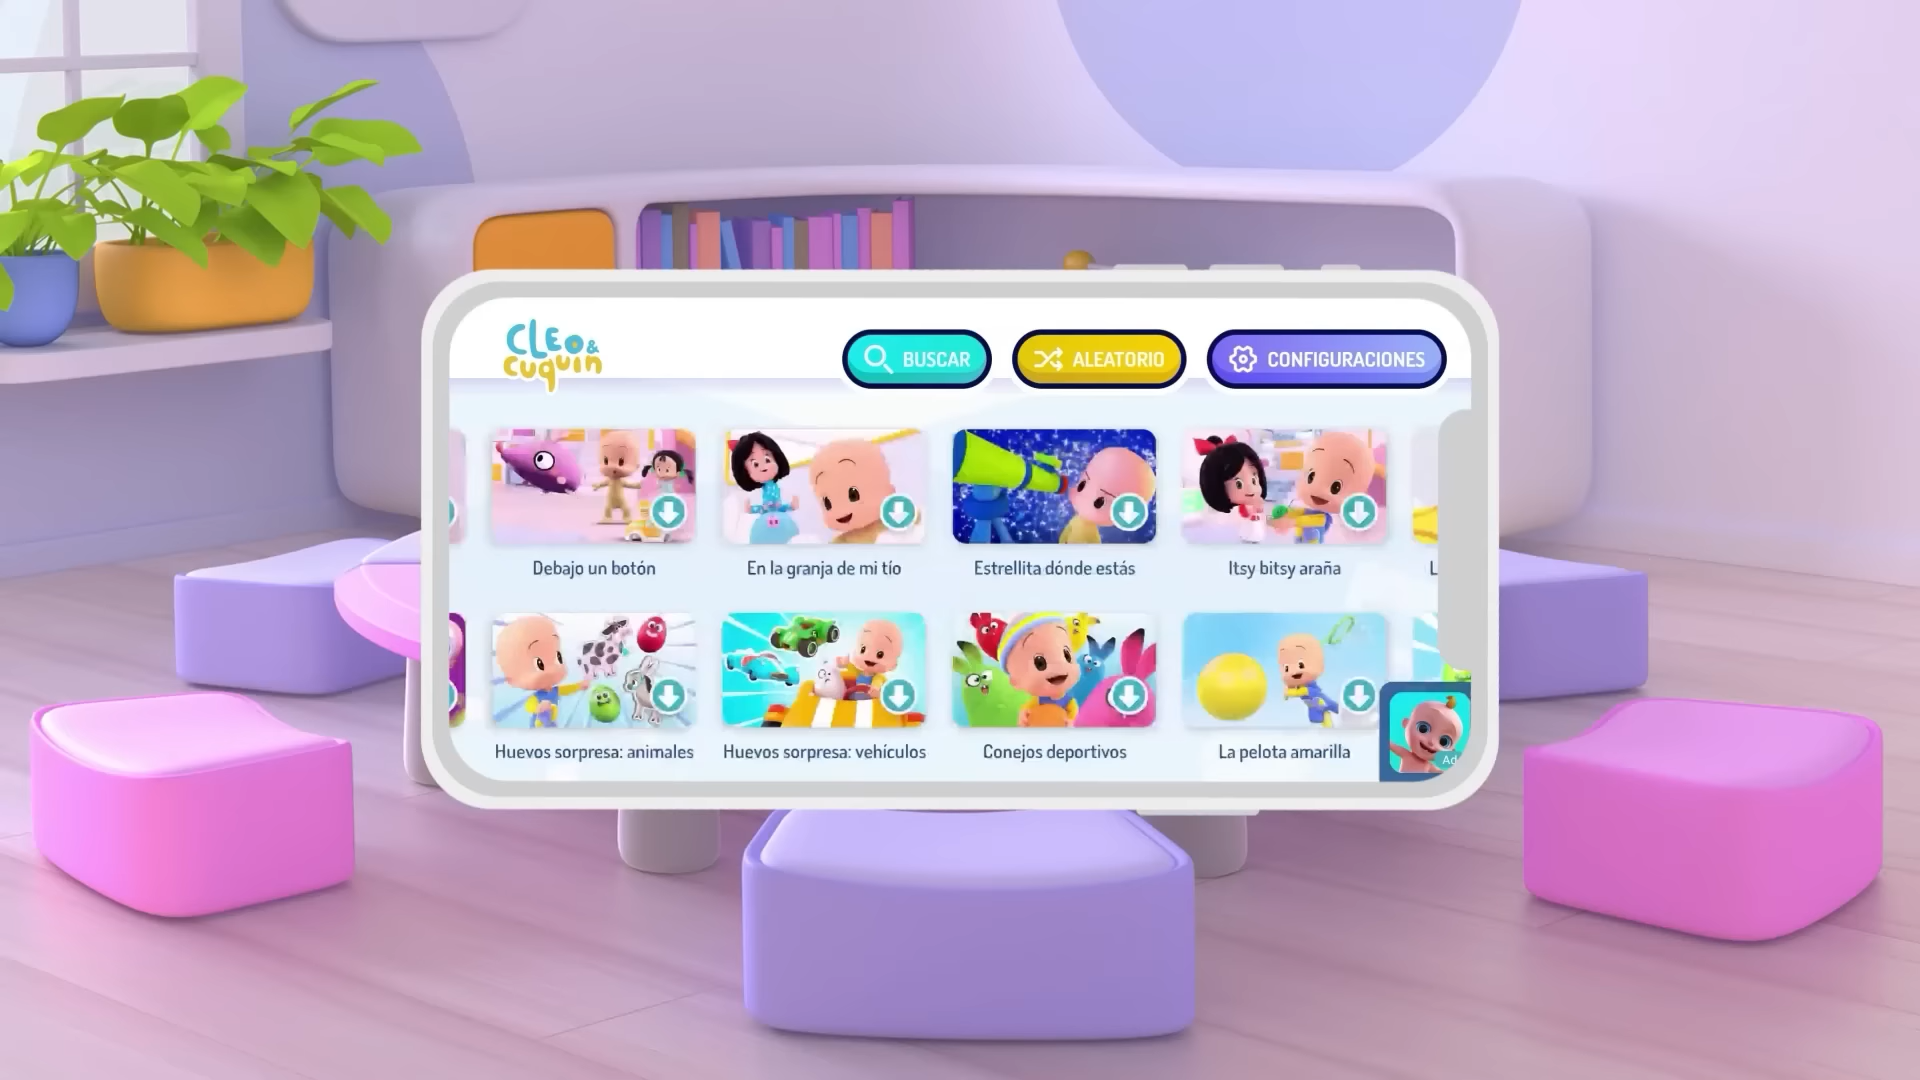 CLEO &
CUQUIN
BUSCAR
ALEATORIO
CONFIGURACIONES
Debajo un botón
En la granja de mi tío
Estrellita dónde estás
Itsy bitsy araña
L
Huevos sorpresa: animales
Huevos sorpresa: vehículos
Conejos deportivos
La pelota amarilla
Ad